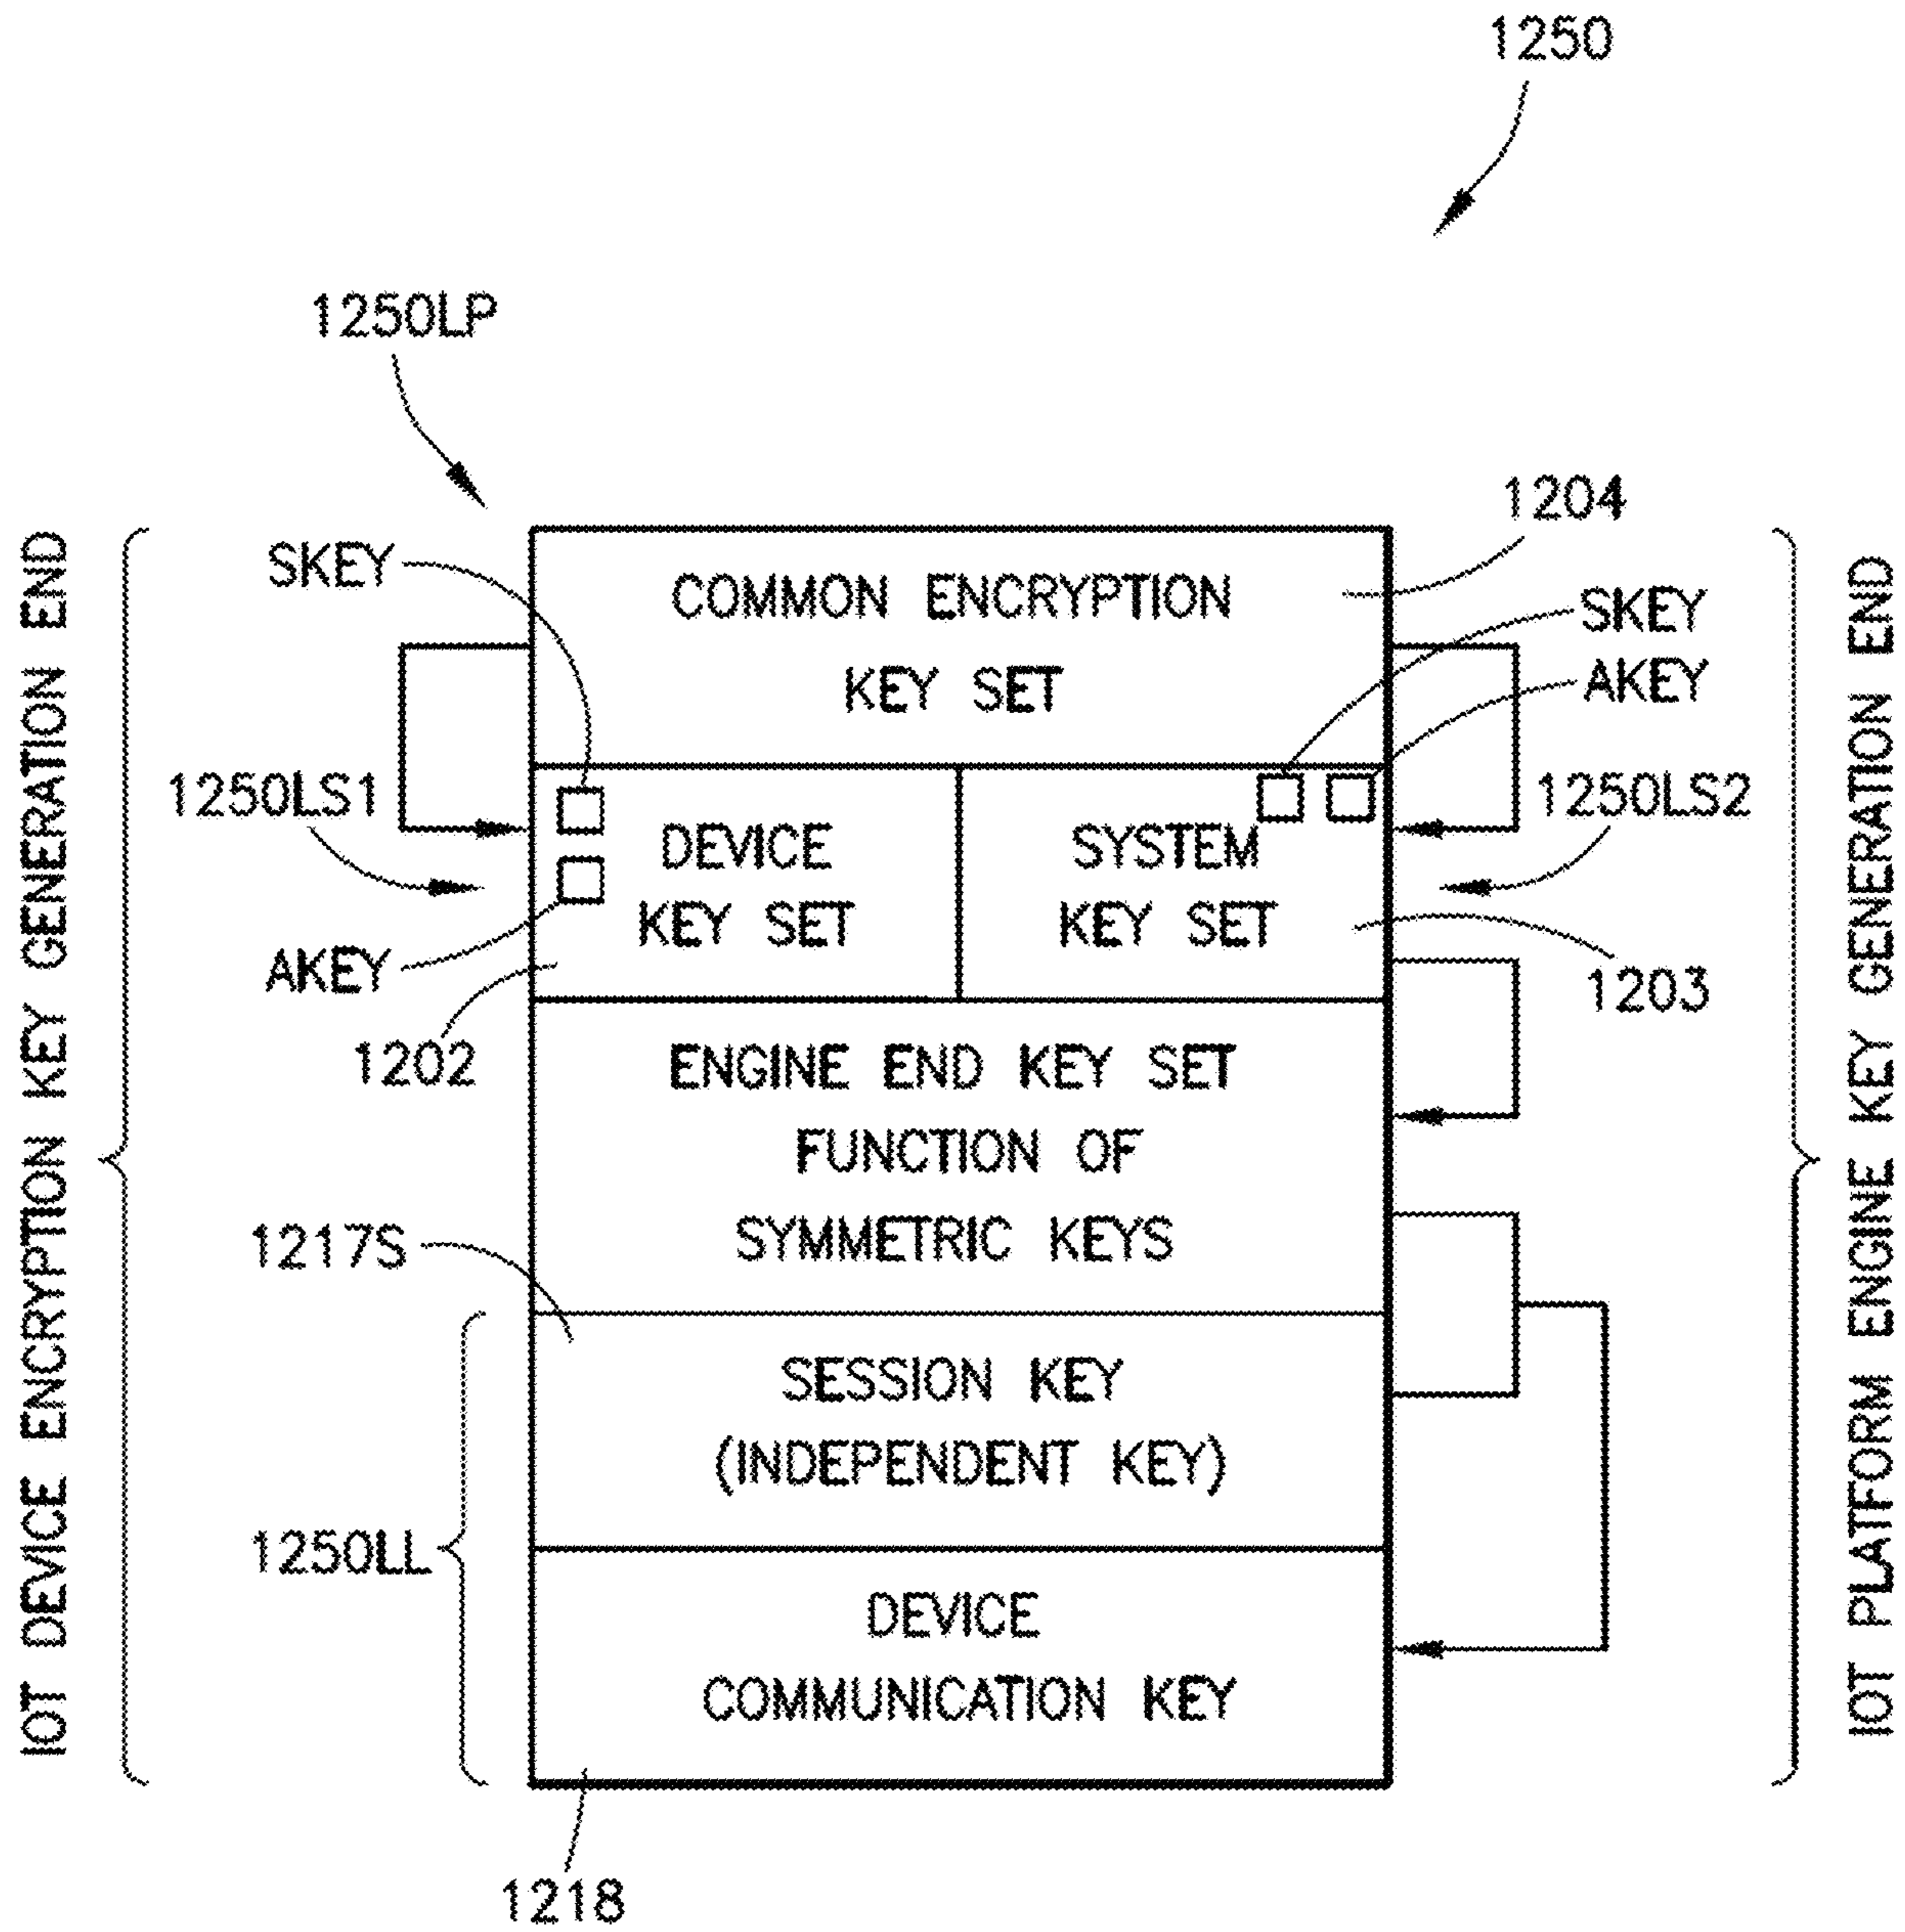 1250
1250LP
1204
SKEY
COMMON ENCRYPTION
KEY SET
SKEY
AKEY
1250LS1
1250LS2
DEVICE
KEY SET
SYSTEM
KEY SET
AKEY
1202
1203
ENGINE END KEY SET
FUNCTION OF
SYMMETRIC KEYS
1217S
SESSION KEY
(INDEPENDENT KEY)
1250LL
DEVICE
COMMUNICATION KEY
1218
IOT DEVICE ENCRYPTION KEY GENERATION END
IOT PLATFORM ENGINE KEY GENERATION END